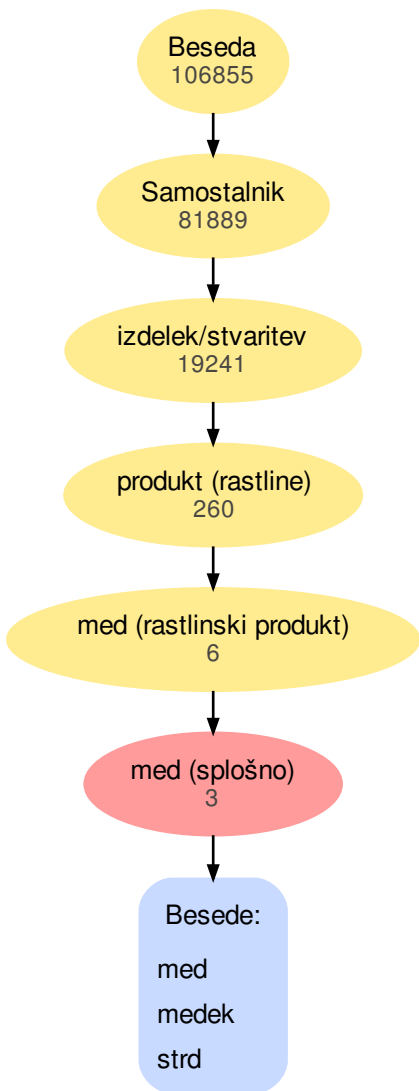 Beseda
106855
Samostalnik
81889
izdelek/stvaritev
19241
produkt (rastline)
260
med (rastlinski produkt)
6
med (splošno)
3
Besede:
med
medek
strd